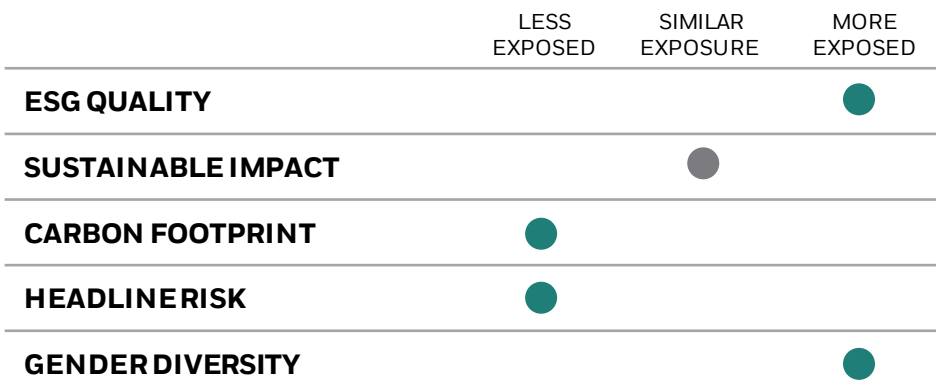 LESS
EXPOSED
SIMILAR
EXPOSURE
MORE
EXPOSED
ESG QUALITY
SUSTAINABLE IMPACT
CARBON FOOTPRINT
HEADLINE RISK
GENDER DIVERSITY